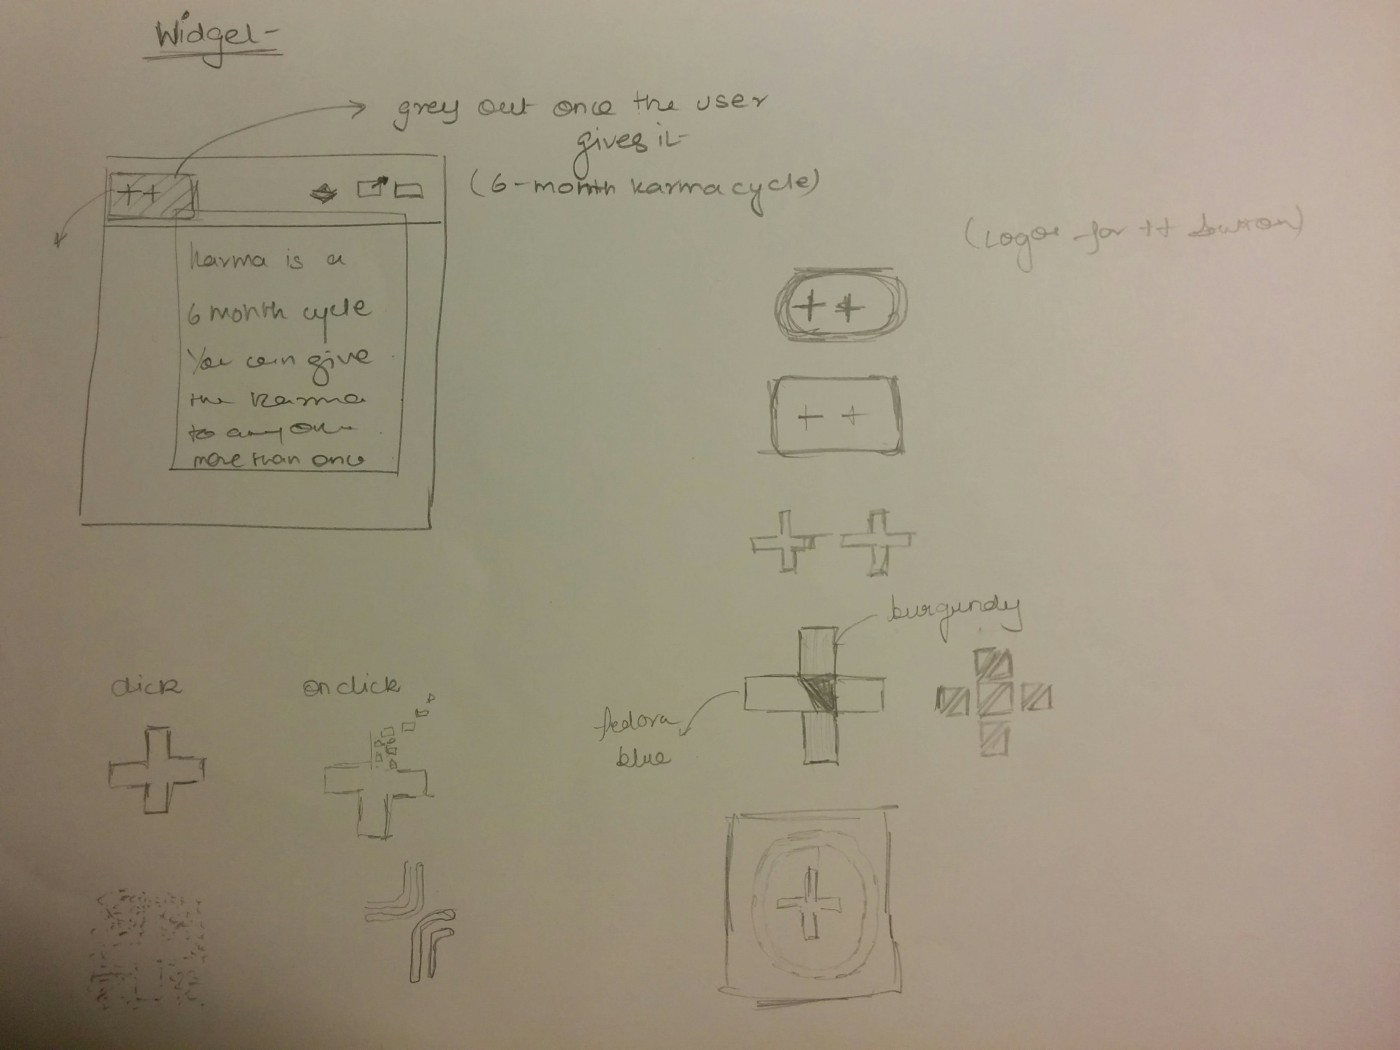 Widget
grey out once the user
gives it
(6-month karma cycle)
++
Karma is a
6 month cycle
You can give
the karma
to anyone
more than once
(Logos for ++ button)
++
++
burgundy
fedora
blue
click
onclick